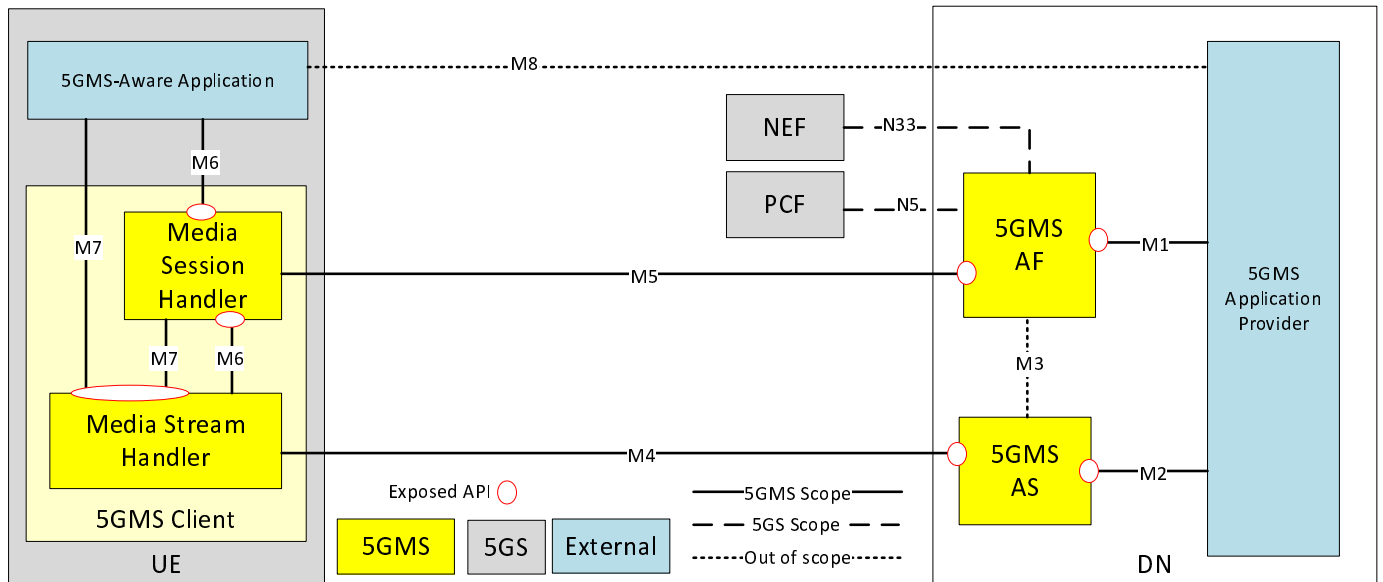 5GMS-Aware Application
M8
NEF
N33
M6
PCF
N5
5GMS
AF
M7
Media
Session
Handler
M1
M5
5GMS
Application
Provider
M7
M6
M3
Media Stream
Handler
M4
5GMS
AS
M2
Exposed API
5GMS Scope
5GMS Client
5GS Scope
5GMS
5GS
External
Out of scope
UE
DN